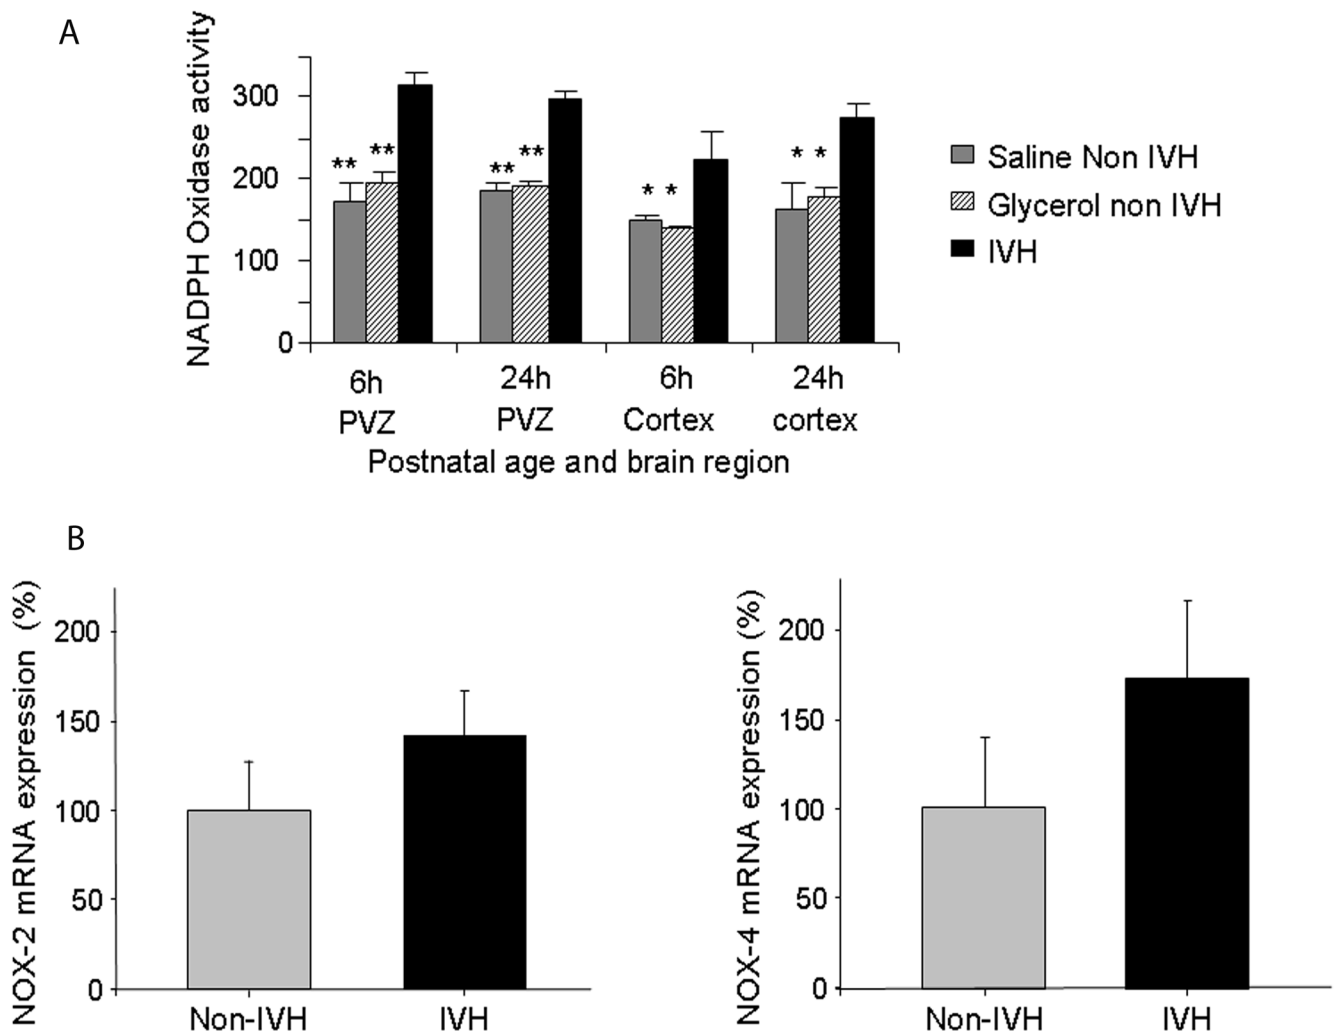 A
NADPH Oxidase activity
300
200
100
0
** **
** **
* *
* *
6h PVZ
24h PVZ
6h Cortex
24h cortex
Postnatal age and brain region
Saline Non IVH
Glycerol non IVH
IVH
B
NOX-2 mRNA expression (%)
200
150
100
50
0
Non-IVH
IVH
NOX-4 mRNA expression (%)
200
150
100
50
0
Non-IVH
IVH